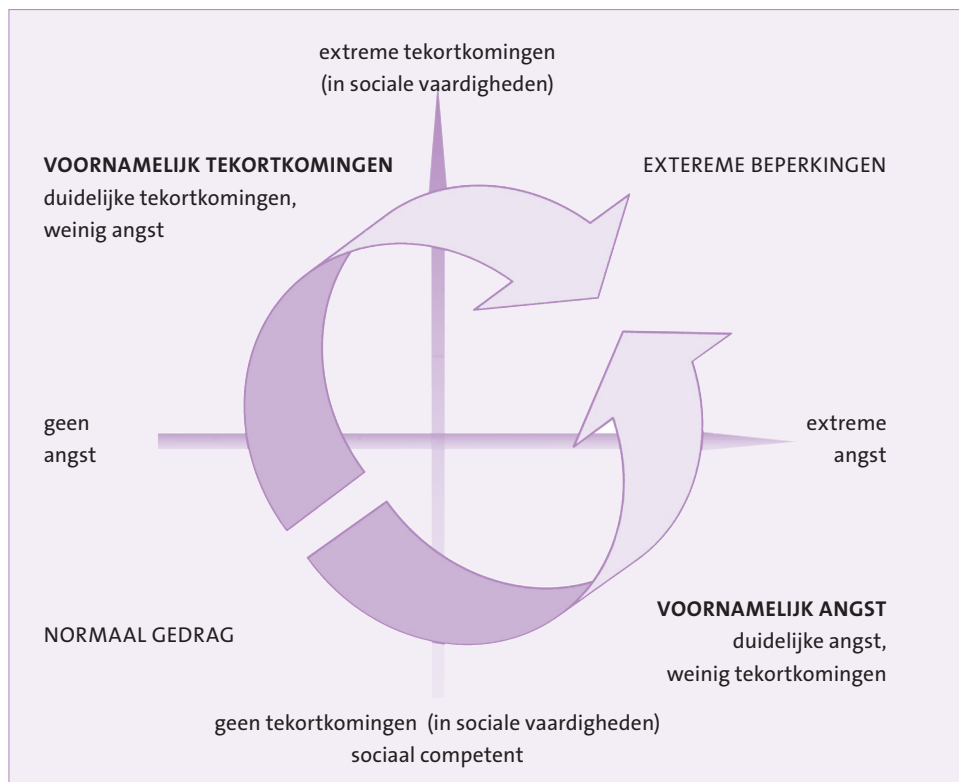 extreme tekortkomingen
(in sociale vaardigheden)
VOORNAMELIJK TEKORTKOMINGEN
duidelijke tekortkomingen,
weinig angst
EXTEREME BEPERKINGEN
geen
angst
extreme
angst
NORMAAL GEDRAG
VOORNAMELIJK ANGST
duidelijke angst,
weinig tekortkomingen
geen tekortkomingen (in sociale vaardigheden)
sociaal competent